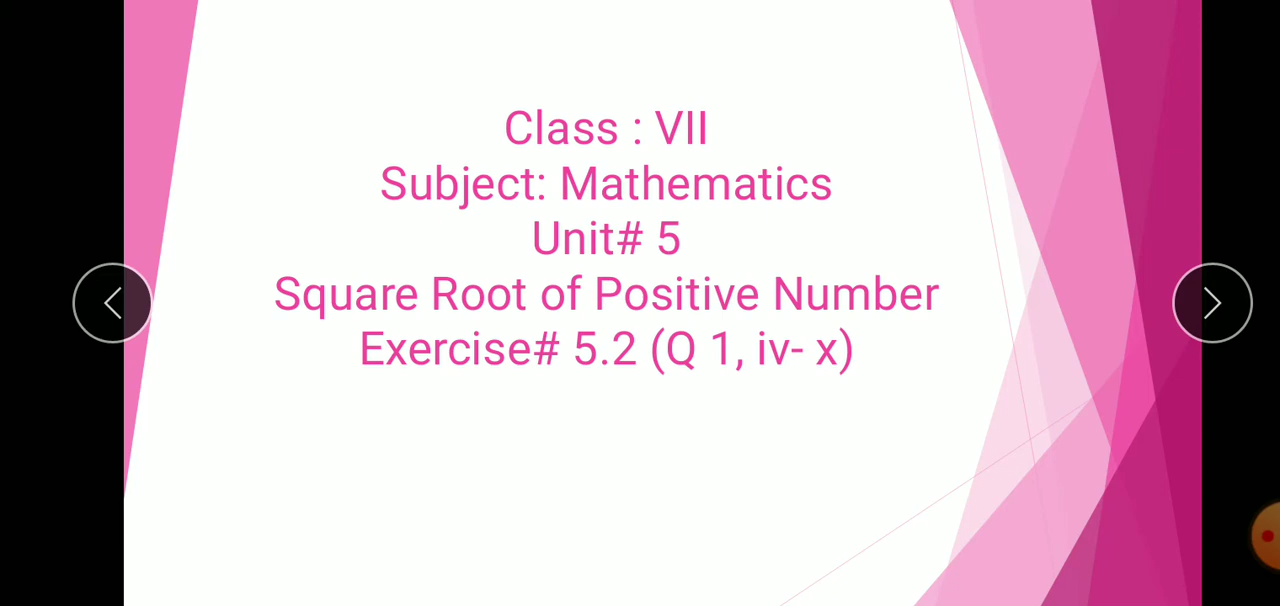 Class : VII
Subject: Mathematics
Unit# 5
Square Root of Positive Number
Exercise# 5.2 (Q 1, iv- x)